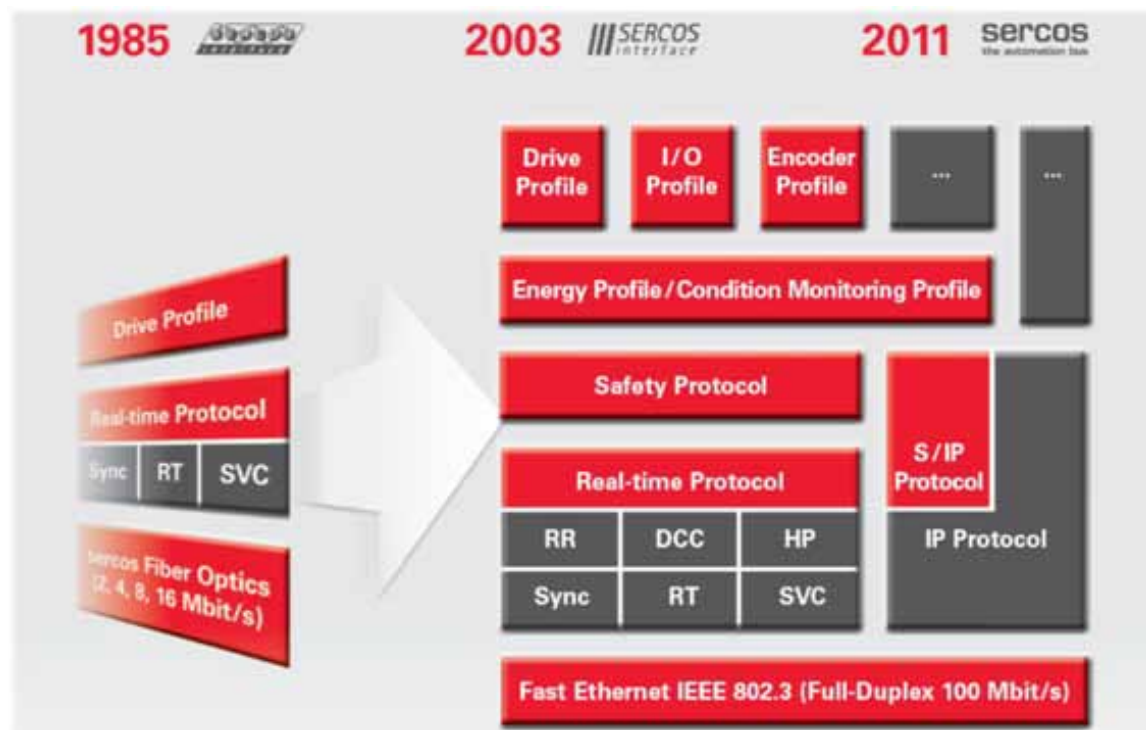 1985
SERCOS
interface
2003
SERCOS
interface
2011
sercos
the automation bus
Drive Profile
Real-time Protocol
Sync
RT
SVC
Sercos Fiber Optics
(2, 4, 8, 16 Mbit/s)
Drive
Profile
I/O
Profile
Encoder
Profile
...
...
Energy Profile/Condition Monitoring Profile
Safety Protocol
Real-time Protocol
RR
DCC
HP
Sync
RT
SVC
S/IP
Protocol
IP Protocol
Fast Ethernet IEEE 802.3 (Full-Duplex 100 Mbit/s)